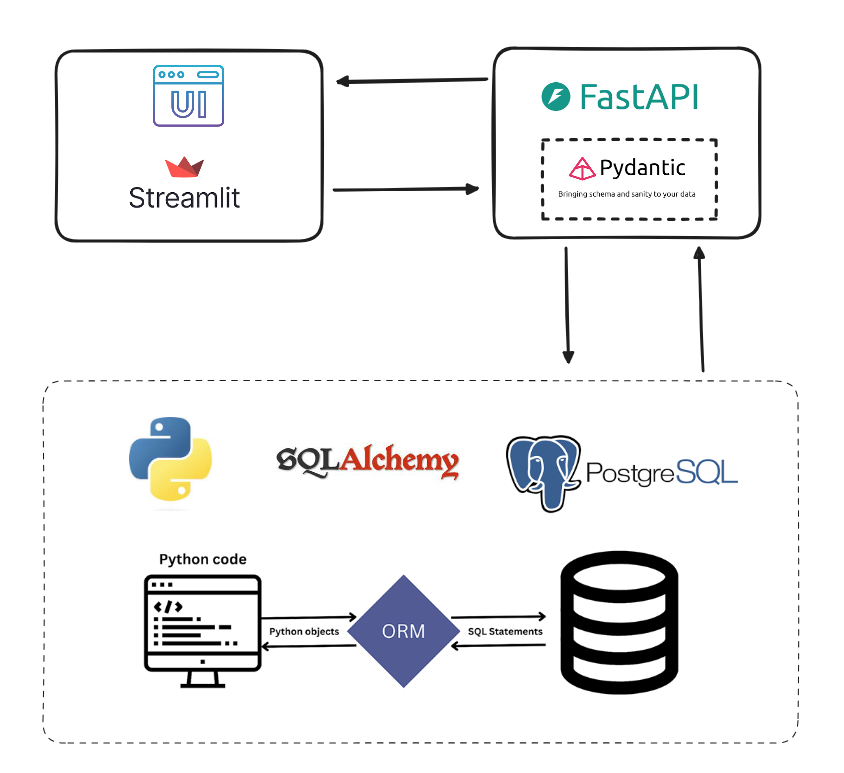 UI
Streamlit
FastAPI
Pydantic
Bringing schema and sanity to your data
SQLAlchemy
PostgreSQL
Python code
</>
Python objects
ORM
SQL Statements